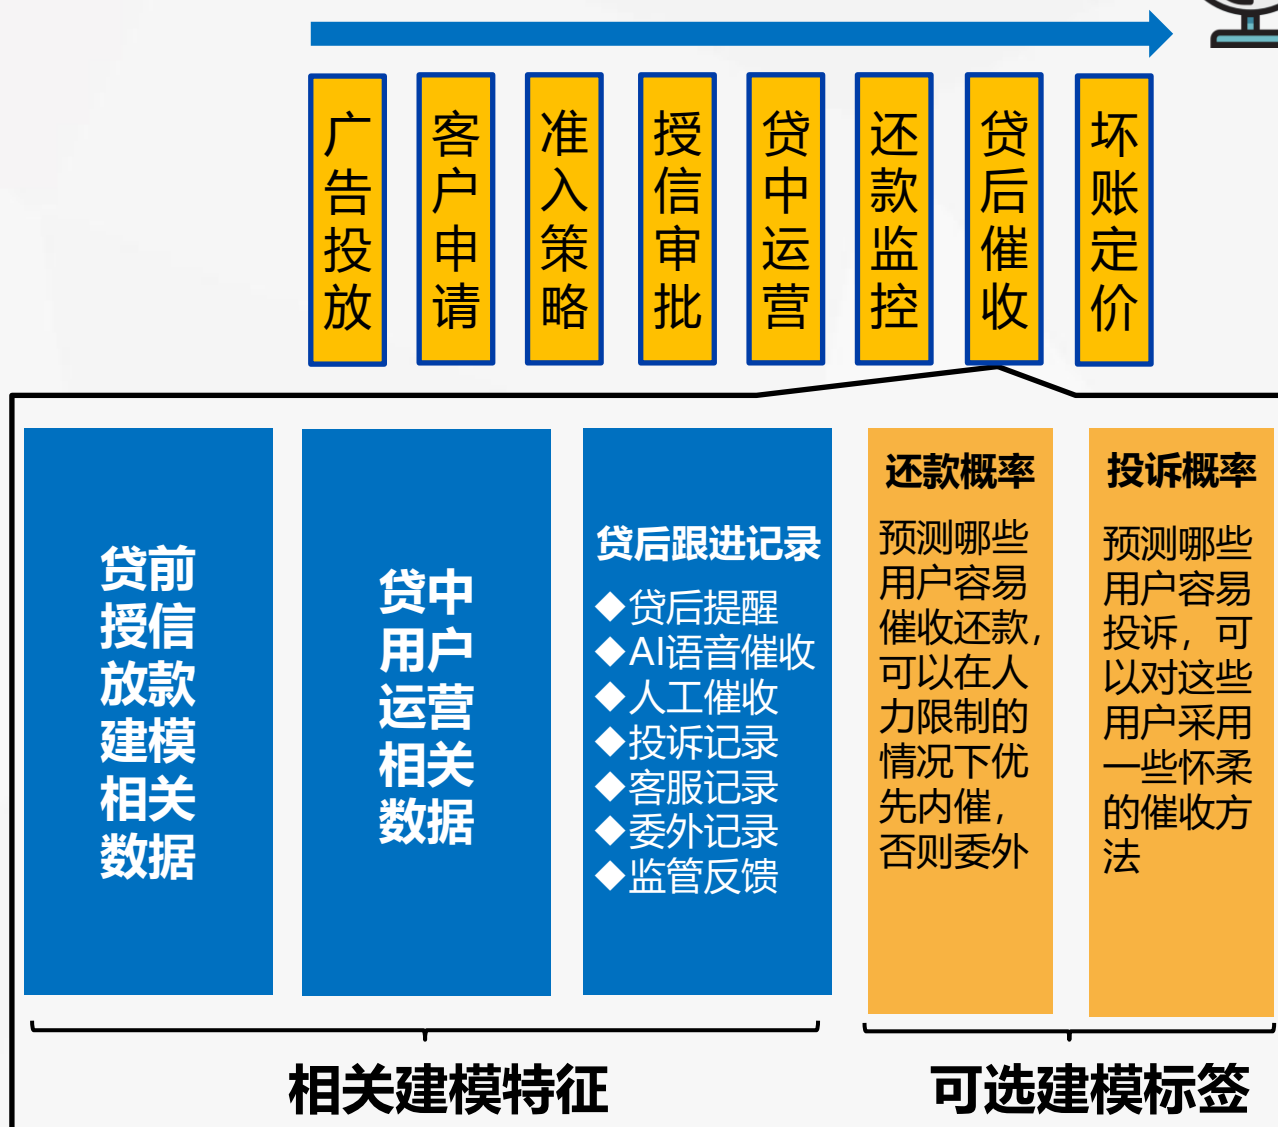 广告投放
客户申请
准入策略
授信审批
贷中运营
还款监控
贷后催收
坏账定价
贷前
授信
放款
建模
相关
数据
贷中
用户
运营
相关
数据
贷后跟进记录
◆贷后提醒
◆AI语音催收
◆人工催收
◆投诉记录
◆客服记录
◆委外记录
◆监管反馈
还款概率
预测哪些
用户容易
催收还款，
可以在人
力限制的
情况下优
先内催，
否则委外
投诉概率
预测哪些
用户容易
投诉，可
以对这些
用户采用
一些怀柔
的催收方
法
相关建模特征
可选建模标签